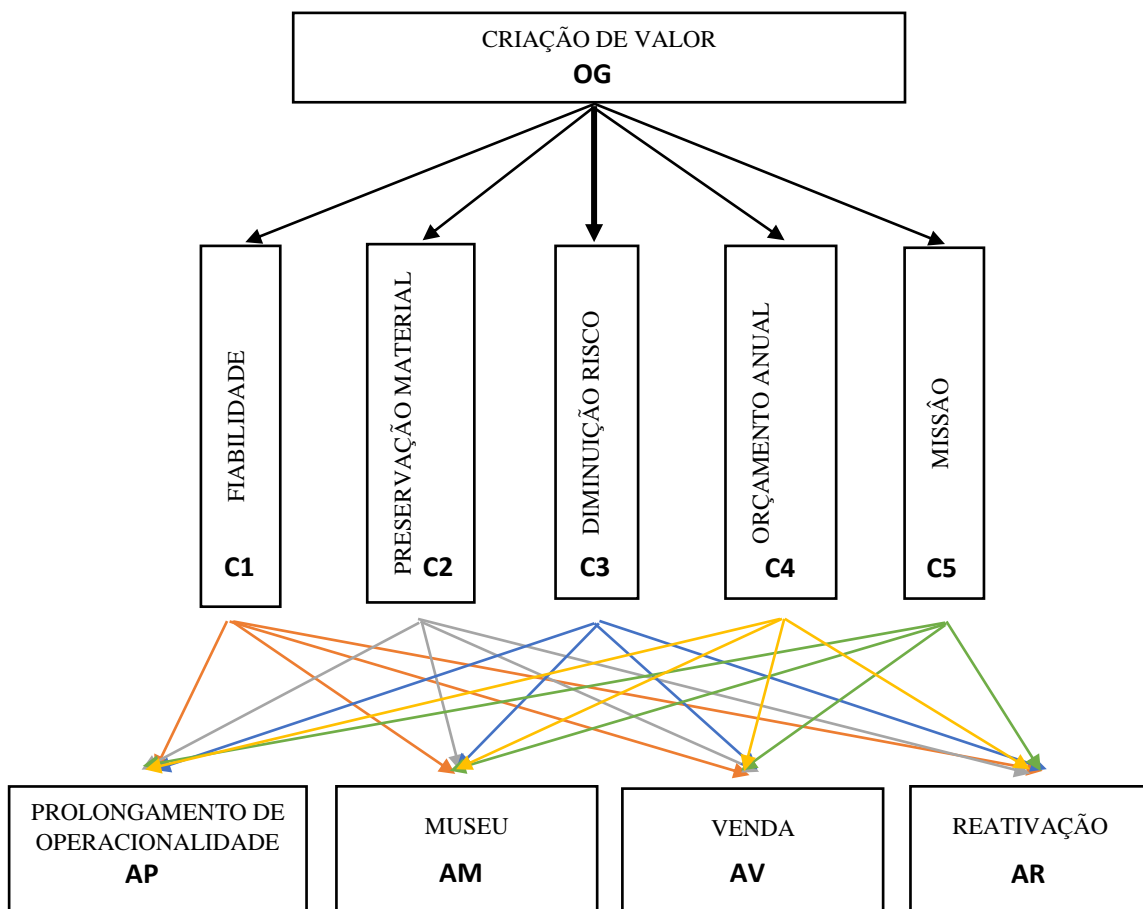 CRIAÇÃO DE VALOR
OG
FIABILIDADE
C1
PRESERVAÇÃO MATERIAL
C2
DIMINUIÇÃO RISCO
C3
ORÇAMENTO ANUAL
C4
MISSÂO
C5
PROLONGAMENTO DE
OPERACIONALIDADE
AP
MUSEU
AM
VENDA
AV
REATIVAÇÃO
AR